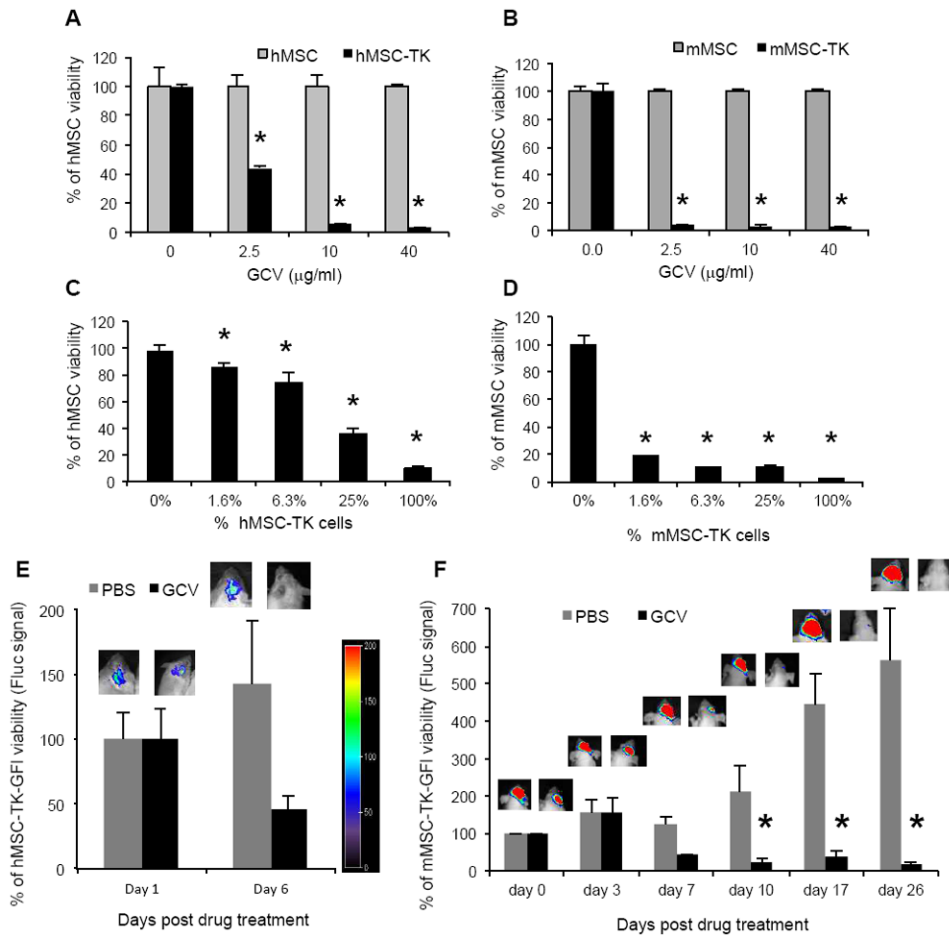 A
hMSC hMSC-TK
% of hMSC viability
120
100
80
60
40
20
0
* * *
0 2.5 10 40
GCV (μg/ml)
B
mMSC mMSC-TK
% of mMSC viability
120
100
80
60
40
20
0
* * *
0.0 2.5 10 40
GCV (μg/ml)
C
% of hMSC viability
120
100
80
60
40
20
0
* * * *
0% 1.6% 6.3% 25% 100%
% hMSC-TK cells
D
% of mMSC viability
120
100
80
60
40
20
0
* * * *
0% 1.6% 6.3% 25% 100%
% mMSC-TK cells
E
PBS GCV
% of hMSC-TK-GFl viability (Fluc signal)
200
150
100
50
0
Day 1 Day 6
Days post drug treatment
200
150
100
50
0
F
PBS GCV
% of mMSC-TK-GFl viability (Fluc signal)
700
600
500
400
300
200
100
0
* * *
day 0 day 3 day 7 day 10 day 17 day 26
Days post drug treatment